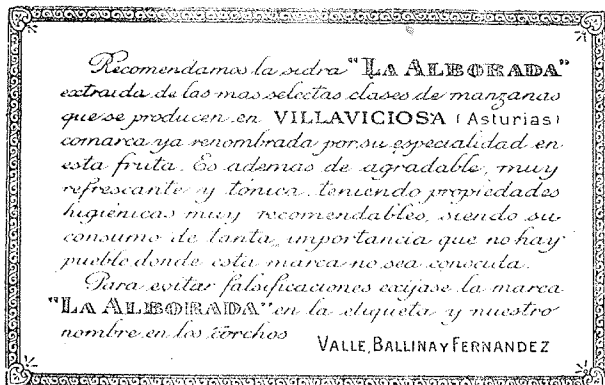 Recomendamos la sidra "LA ALBORADA"
extraida de las mas selectas clases de manzanas
que se producen en VILLAVICIOSA (Asturias)
comarca ya renombrada por su especialidad en
esta fruta. Es ademas de agradable, muy
refrescante y tónica, teniendo propiedades
higiénicas muy recomendables, siendo su
consumo de tanta importancia que no hay
pueblo donde esta marca no sea conocida.
Para evitar falsificaciones exijase la marca
"LA ALBORADA" en la etiqueta y nuestro
nombre en los corchos
VALLE, BALLINA Y FERNANDEZ